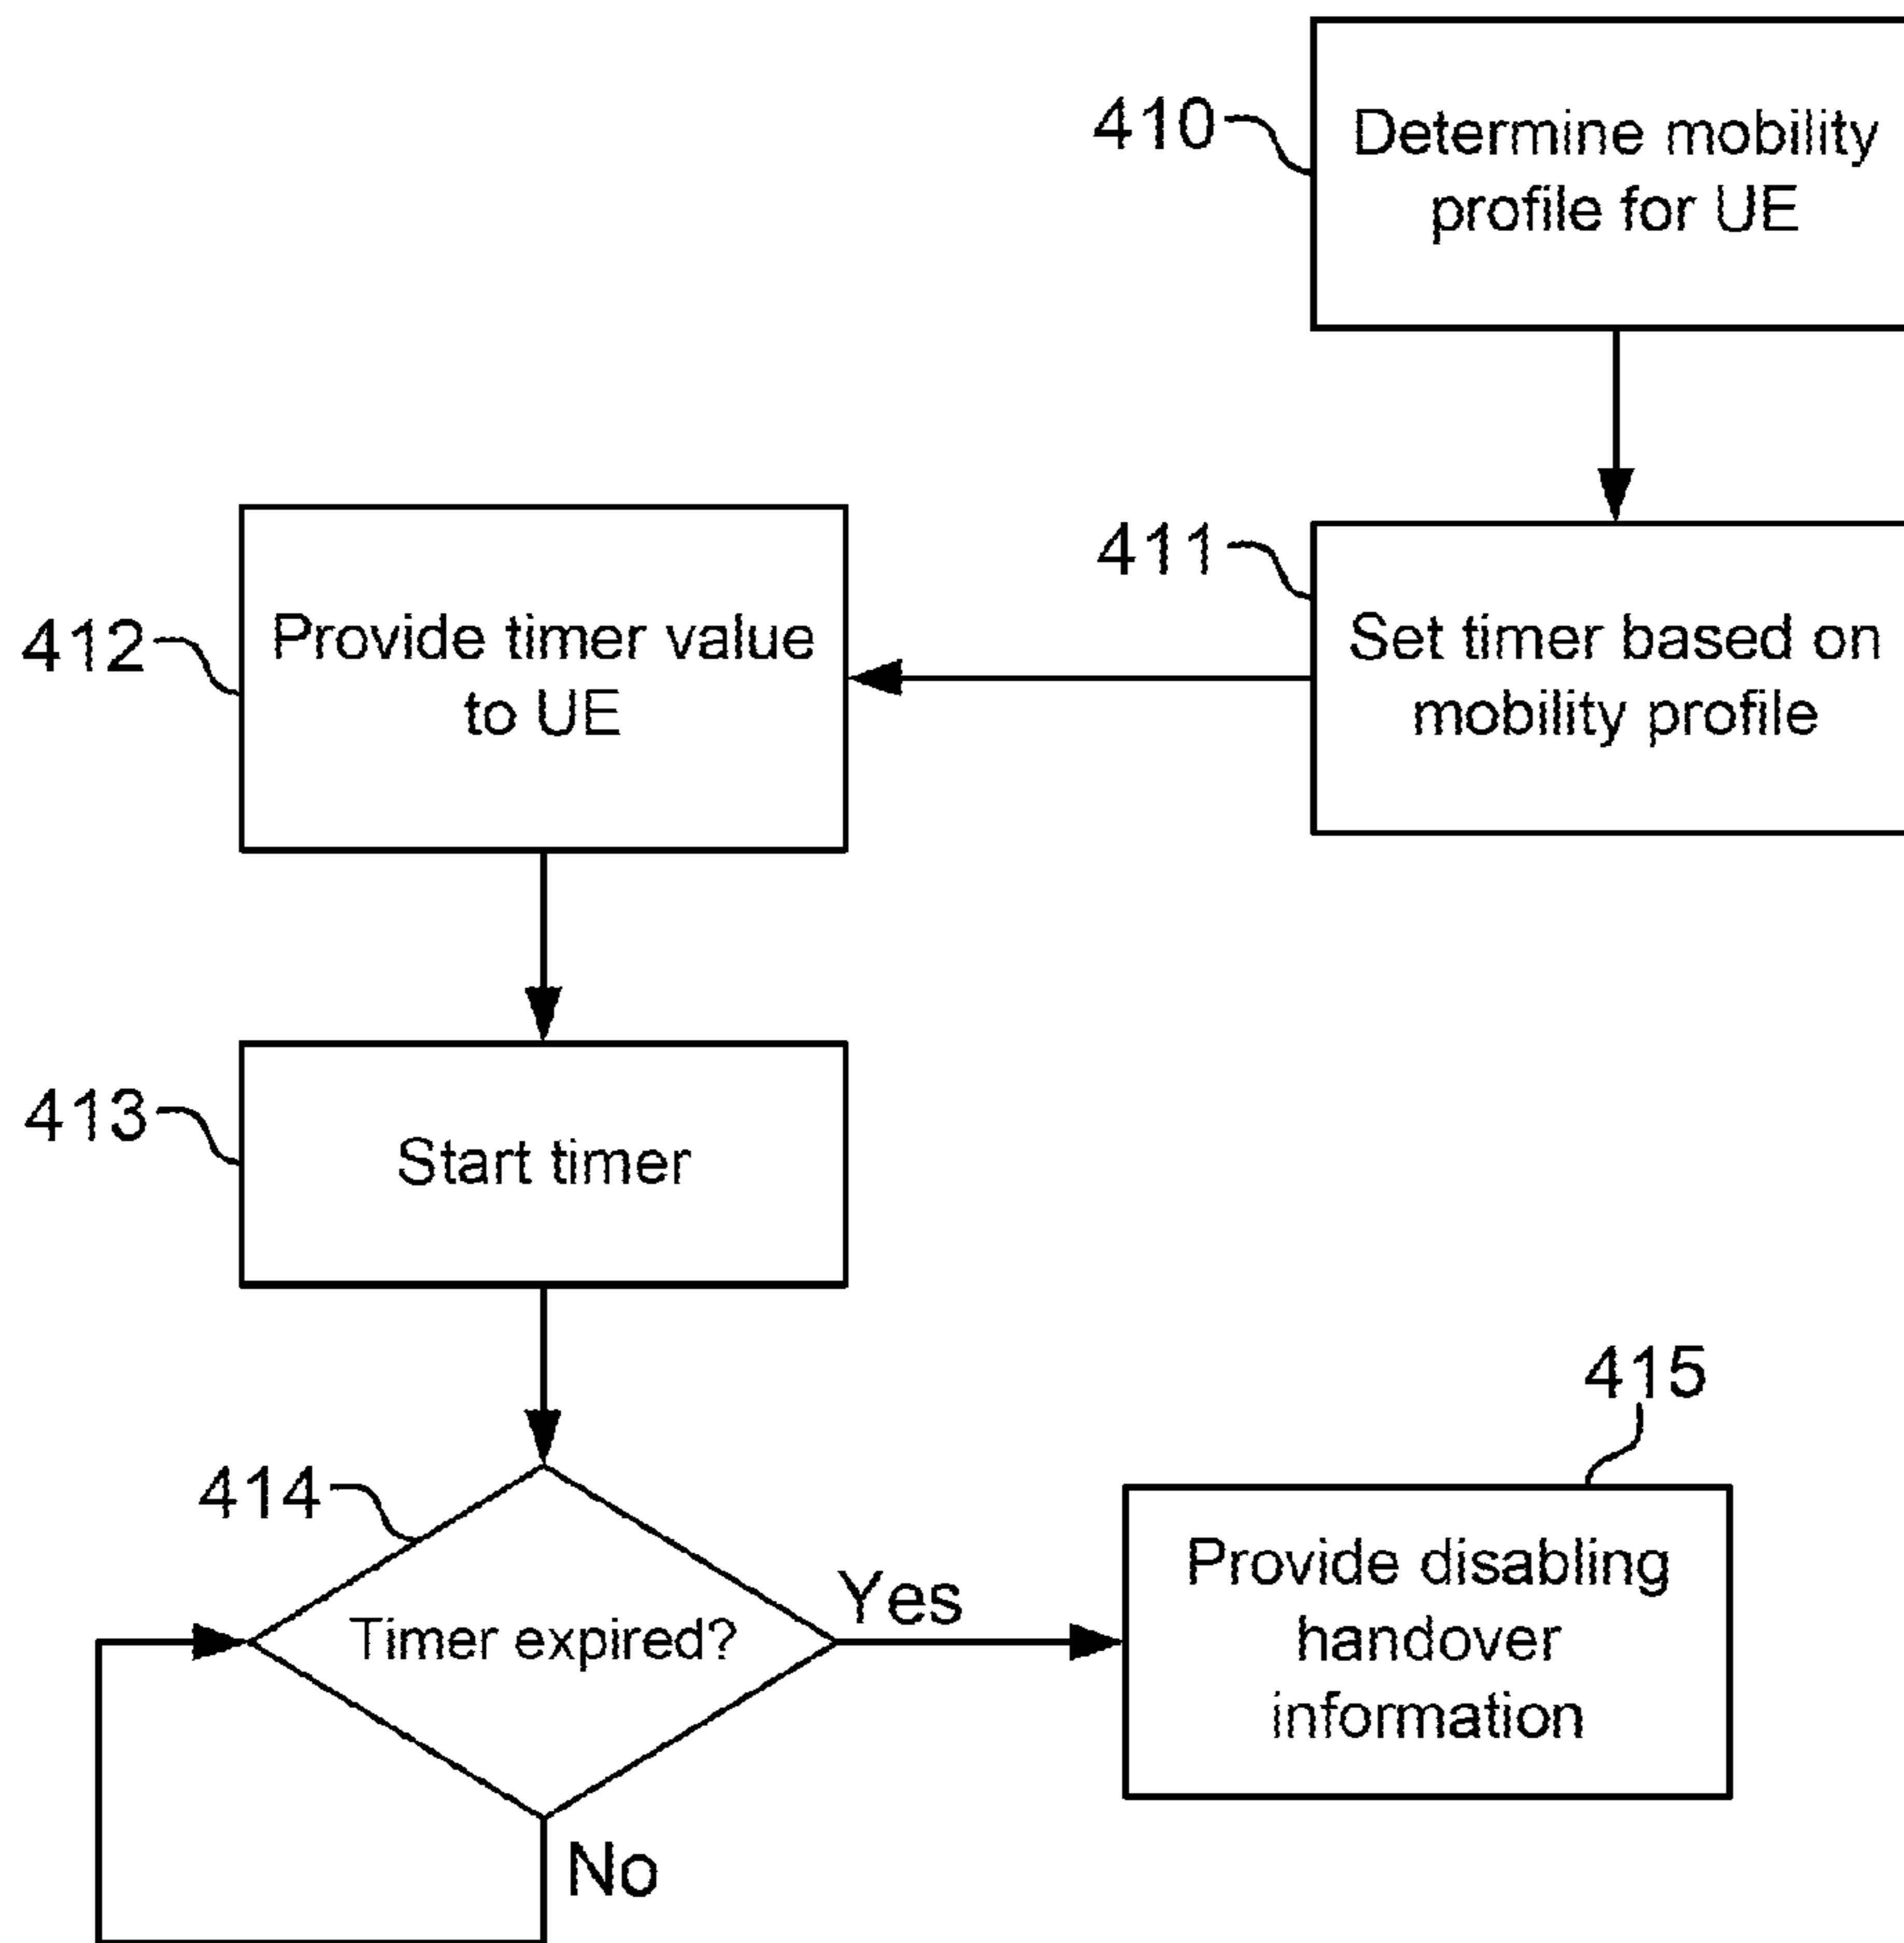 410
Determine mobility
profile for UE
411
Set timer based on
mobility profile
412
Provide timer value
to UE
413
Start timer
414
Timer expired?
Yes
No
415
Provide disabling
handover
information